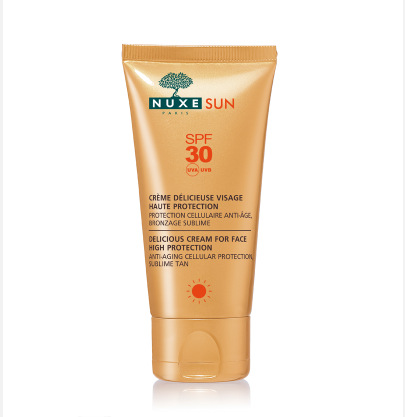 NUXE SUN
PARIS
SPF
30
UVA UVB
CRÈME DÉLICIEUSE VISAGE
HAUTE PROTECTION
PROTECTION CELLULAIRE ANTI-ÂGE,
BRONZAGE SUBLIME
DELICIOUS CREAM FOR FACE
HIGH PROTECTION
ANTI-AGING CELLULAR PROTECTION,
SUBLIME TAN